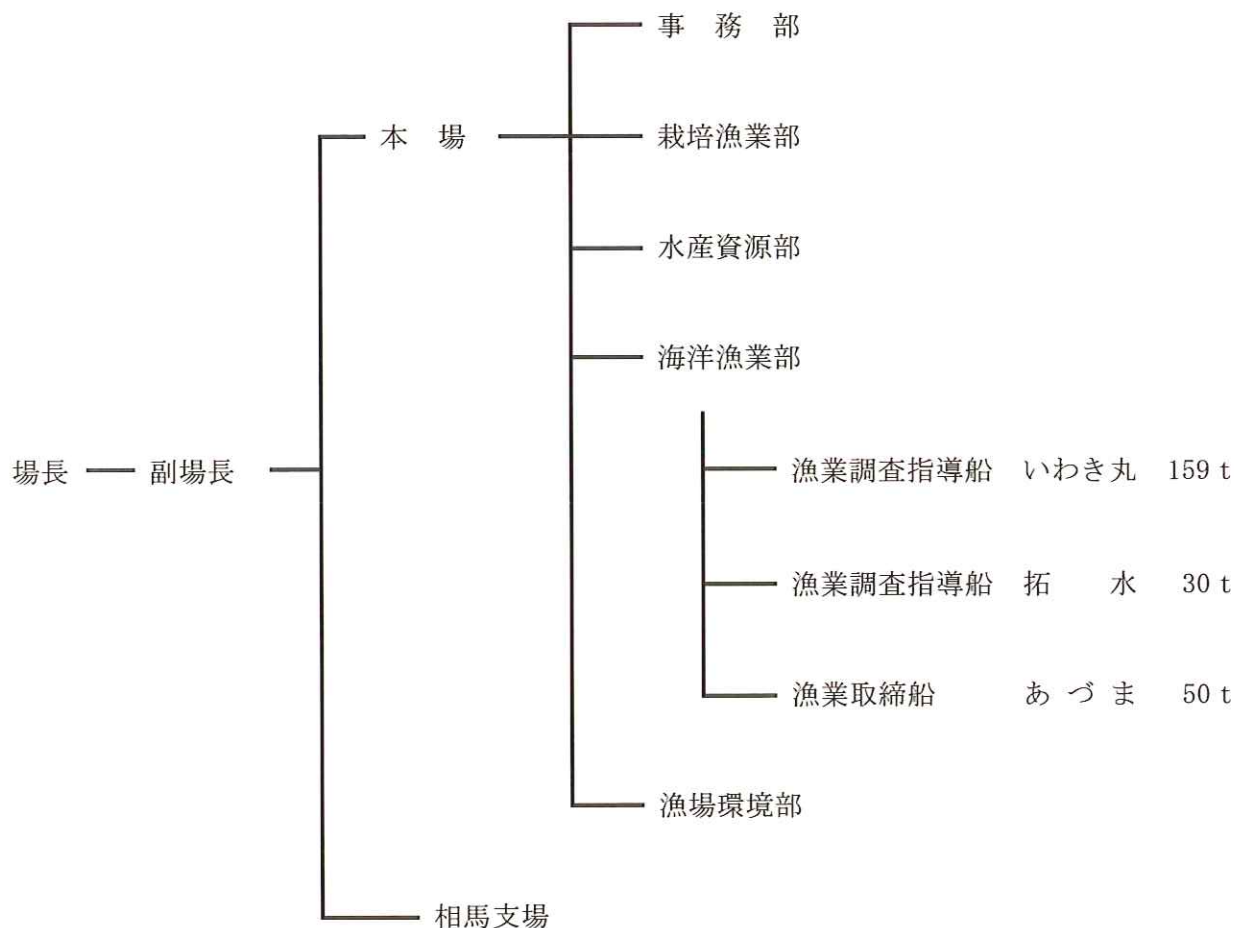 事　務　部
本　場
栽培漁業部
水産資源部
海洋漁業部
場長
副場長
漁業調査指導船　いわき丸　159 t
漁業調査指導船　拓　　水　30 t
漁業取締船　あ づ ま　50 t
漁場環境部
相馬支場